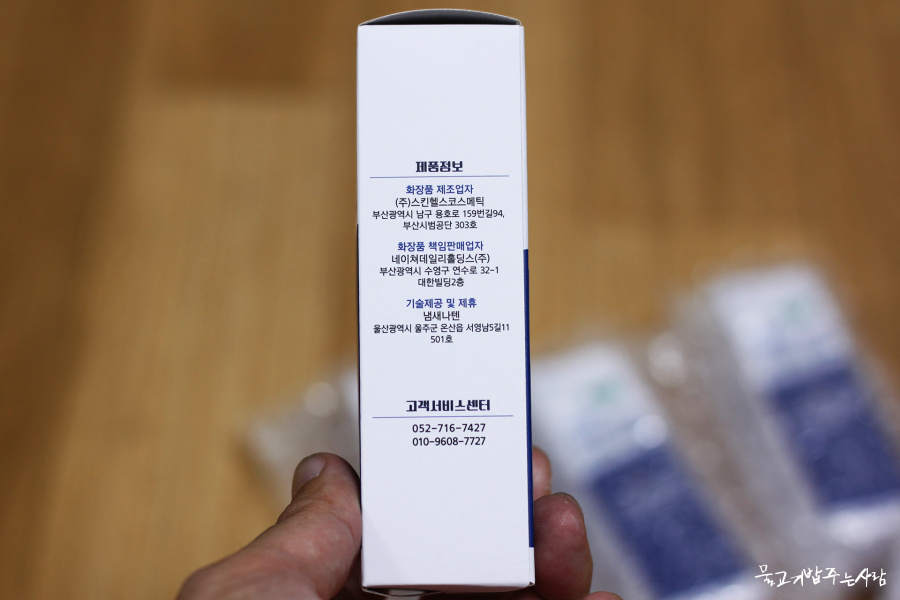 제품정보
화장품 제조업자
(주)스킨헬스코스메틱
부산광역시 남구 용호로 159번길94,
부산시범공단 303호
화장품 책임판매업자
네이쳐데일리홀딩스(주)
부산광역시 수영구 연수로 32-1
대한빌딩2층
기술제공 및 제휴
냄새나텐
울산광역시 울주군 온산읍 서영남5길11
501호
고객서비스센터
052-716-7427
010-9608-7727
물고기밥주는사람